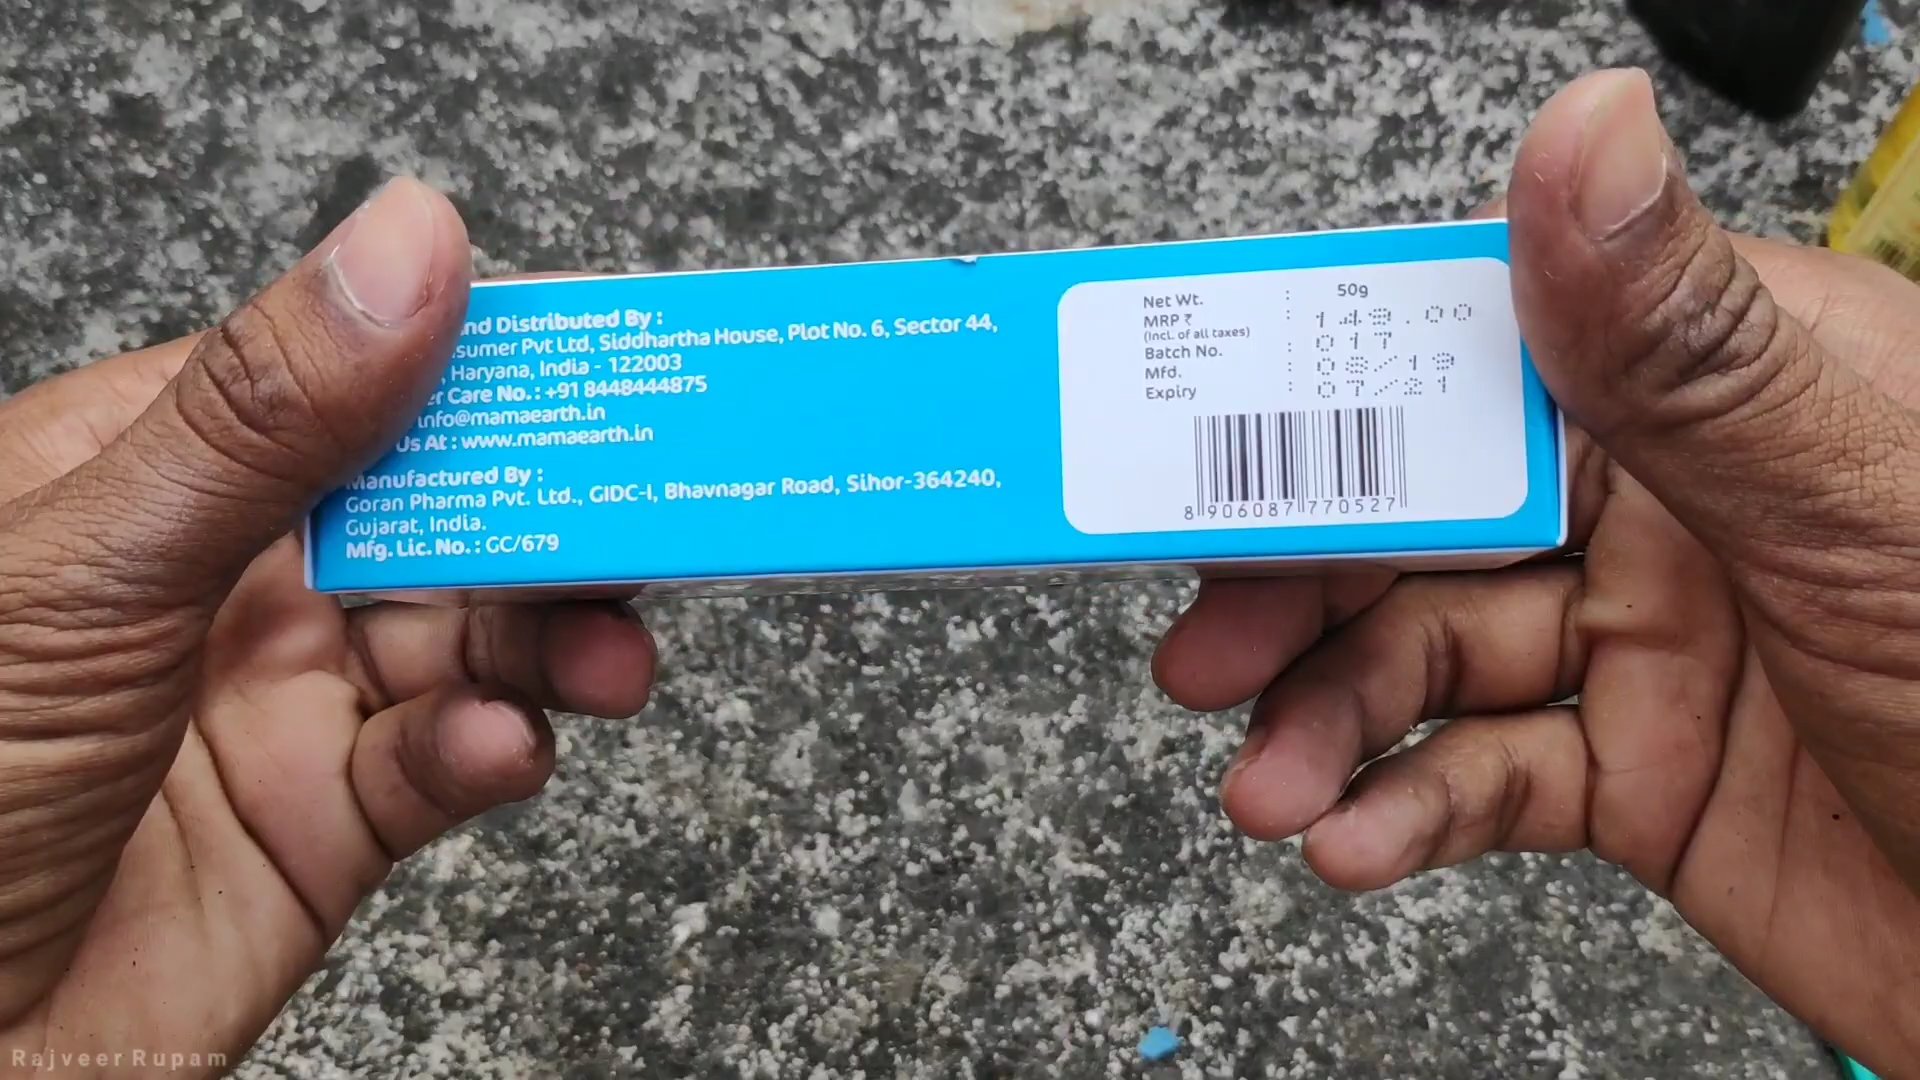 nd Distributed By :
sumer Pvt Ltd, Siddhartha House, Plot No. 6, Sector 44,
, Haryana, India - 122003
er Care No. : +91 8448444875
info@mamaearth.in
Us At : www.mamaearth.in
Manufactured By :
Goran Pharma Pvt. Ltd., GIDC-I, Bhavnagar Road, Sihor-364240,
Gujarat, India.
Mfg. Lic. No. : GC/679
Net Wt. : 50g
MRP ₹ : 149.00
(Incl. of all taxes)
Batch No. : 017
Mfd. : 08/19
Expiry : 07/21
8 906087 770527
Rajveer Rupam